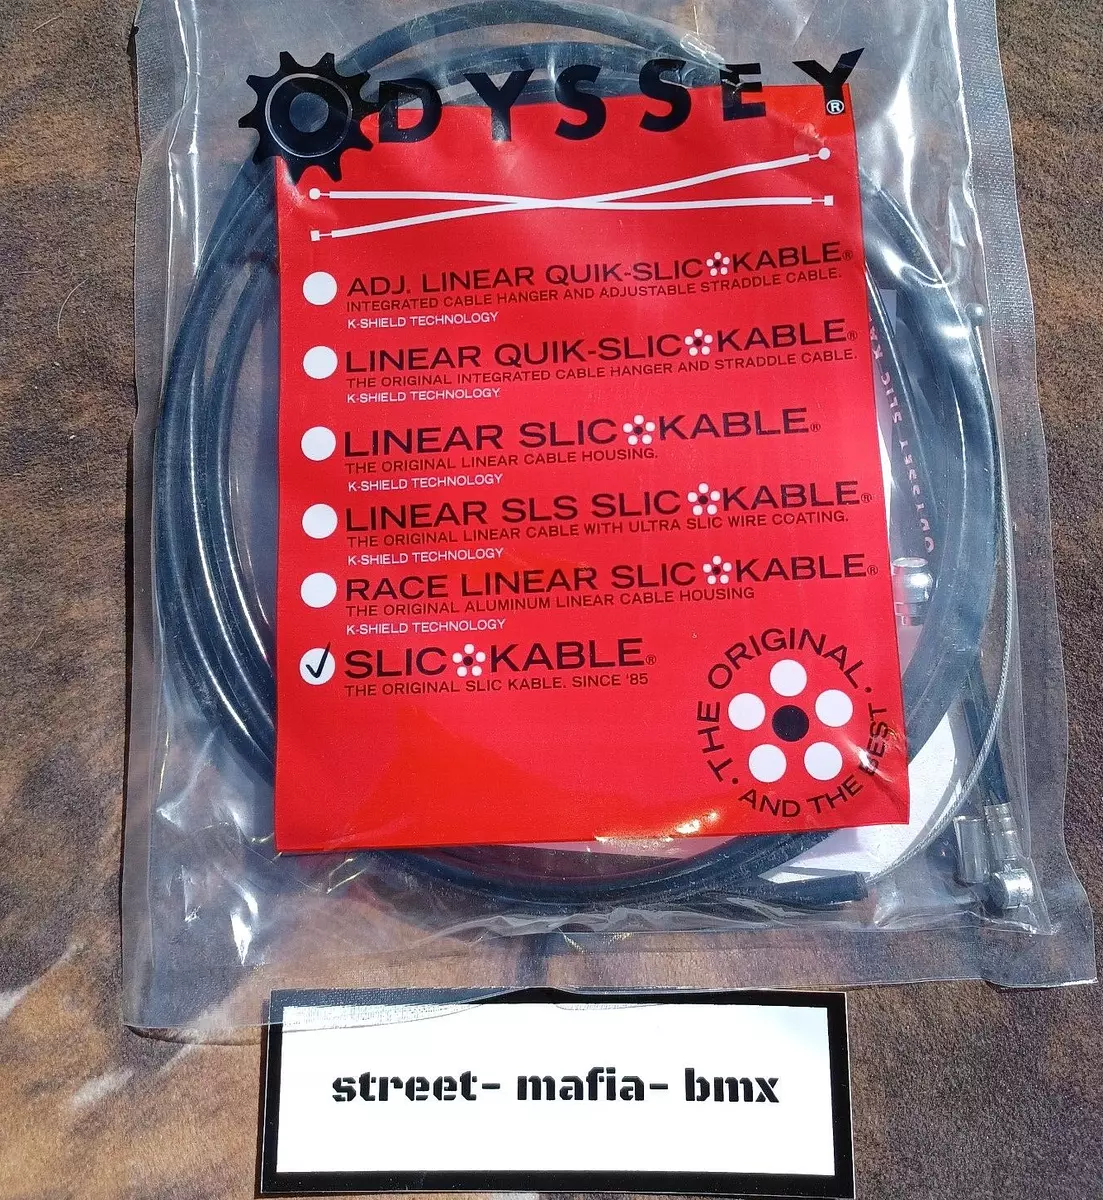 ODYSSEY®
ADJ. LINEAR QUIK-SLIC KABLE®
INTEGRATED CABLE HANGER AND ADJUSTABLE STRADDLE CABLE.
K-SHIELD TECHNOLOGY
LINEAR QUIK-SLIC KABLE®
THE ORIGINAL INTEGRATED CABLE HANGER AND STRADDLE CABLE.
K-SHIELD TECHNOLOGY
LINEAR SLIC KABLE®
THE ORIGINAL LINEAR CABLE HOUSING.
K-SHIELD TECHNOLOGY
LINEAR SLS SLIC KABLE®
THE ORIGINAL LINEAR CABLE WITH ULTRA SLIC WIRE COATING.
K-SHIELD TECHNOLOGY
RACE LINEAR SLIC KABLE®
THE ORIGINAL ALUMINUM LINEAR CABLE HOUSING
K-SHIELD TECHNOLOGY
✓ SLIC KABLE®
THE ORIGINAL SLIC KABLE. SINCE '85
· THE ORIGINAL ·
AND THE BEST
street- mafia- bmx